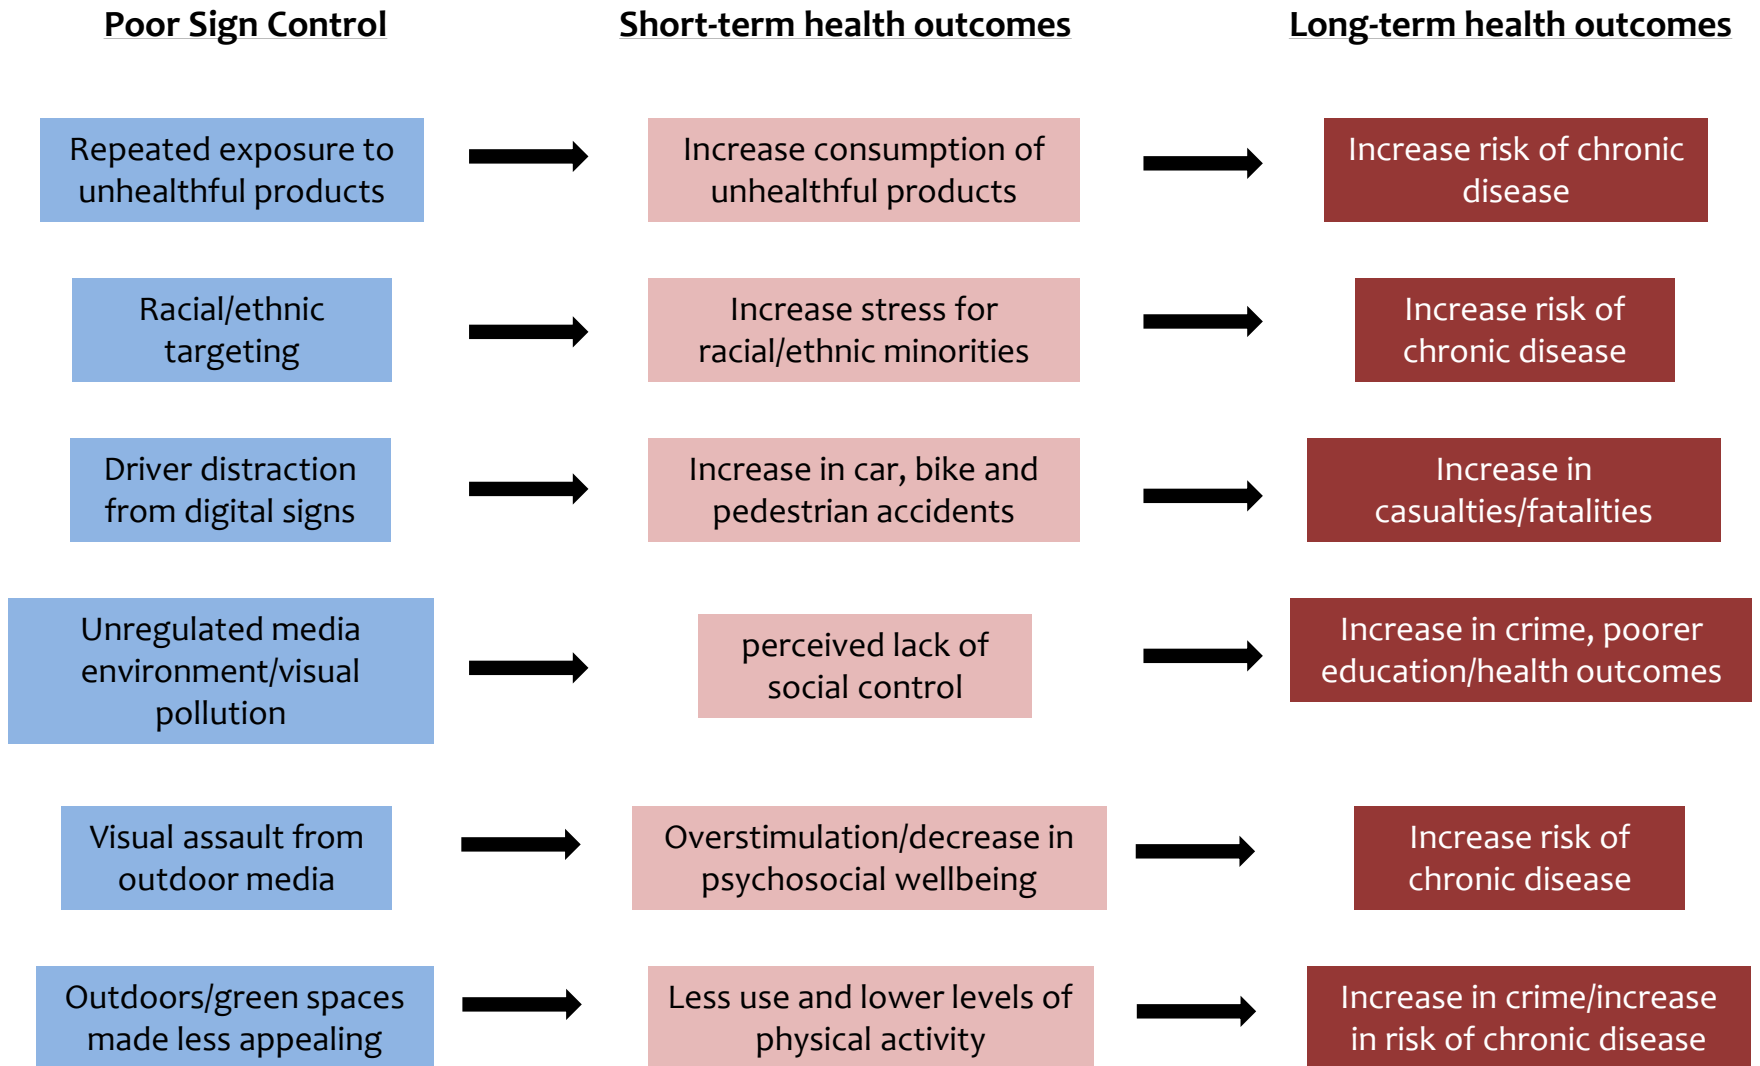 Poor Sign Control
Short-term health outcomes
Long-term health outcomes
Repeated exposure to
unhealthful products
Increase consumption of
unhealthful products
Increase risk of chronic
disease
Racial/ethnic
targeting
Increase stress for
racial/ethnic minorities
Increase risk of
chronic disease
Driver distraction
from digital signs
Increase in car, bike and
pedestrian accidents
Increase in
casualties/fatalities
Unregulated media
environment/visual
pollution
perceived lack of
social control
Increase in crime, poorer
education/health outcomes
Visual assault from
outdoor media
Overstimulation/decrease in
psychosocial wellbeing
Increase risk of
chronic disease
Outdoors/green spaces
made less appealing
Less use and lower levels of
physical activity
Increase in crime/increase
in risk of chronic disease